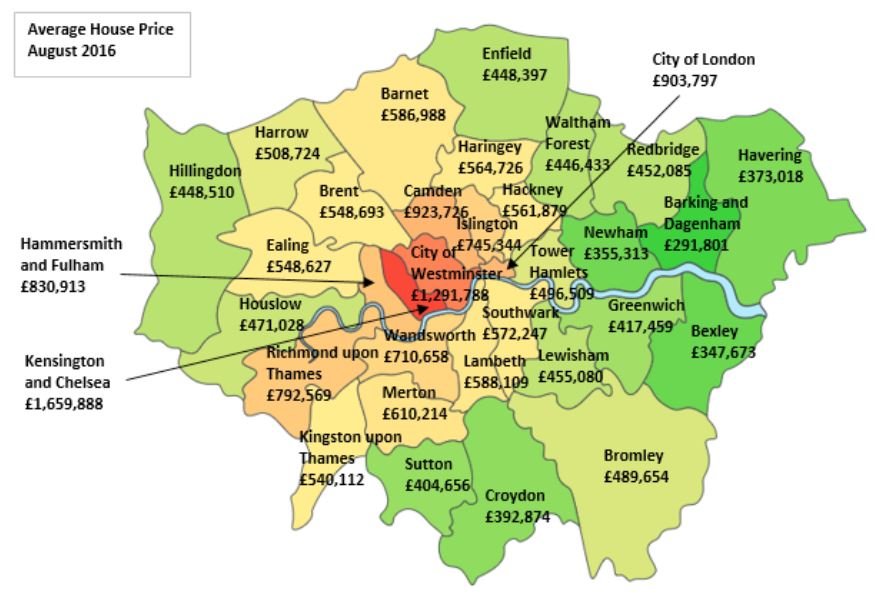 Average House Price
August 2016
Enfield
£448,397
City of London
£903,797
Barnet
£586,988
Waltham
Forest
£446,433
Harrow
£508,724
Haringey
£564,726
Redbridge
£452,085
Havering
£373,018
Hillingdon
£448,510
Brent
£548,693
Camden
£923,726
Hackney
£561,879
Barking and
Dagenham
£291,801
Islington
£745,344
Newham
£355,313
Hammersmith
and Fulham
£830,913
Ealing
£548,627
City of
Westminster
£1,291,788
Tower
Hamlets
£496,509
Houslow
£471,028
Southwark
£572,247
Greenwich
£417,459
Bexley
£347,673
Wandsworth
£710,658
Kensington
and Chelsea
£1,659,888
Richmond upon
Thames
£792,569
Lambeth
£588,109
Lewisham
£455,080
Merton
£610,214
Kingston upon
Thames
£540,112
Sutton
£404,656
Croydon
£392,874
Bromley
£489,654